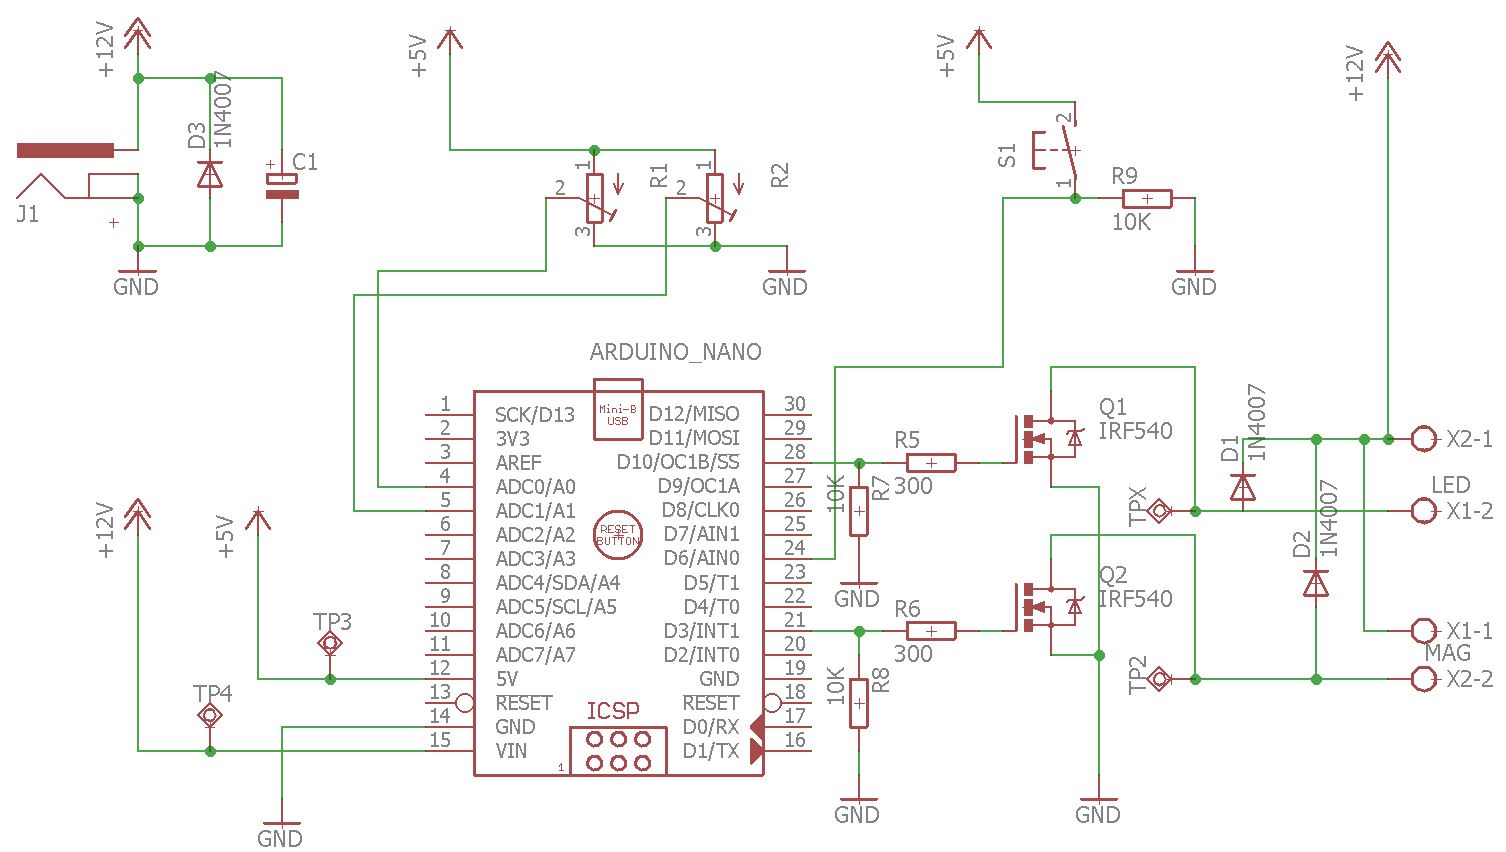 +12V
D3
1N4007
C1
J1
GND
+5V
1
2
3
R1
1
2
3
R2
GND
+5V
S1
2
1
R9
10K
GND
+12V
ARDUINO_NANO
Mini-B
USB
1 SCK/D13
2 3V3
3 AREF
4 ADC0/A0
5 ADC1/A1
6 ADC2/A2
7 ADC3/A3
8 ADC4/SDA/A4
9 ADC5/SCL/A5
10 ADC6/A6
11 ADC7/A7
12 5V
13 RESET
14 GND
15 VIN
D12/MISO 30
D11/MOSI 29
D10/OC1B/SS 28
D9/OC1A 27
D8/CLK0 26
D7/AIN1 25
D6/AIN0 24
D5/T1 23
D4/T0 22
D3/INT1 21
D2/INT0 20
GND 19
RESET 18
D0/RX 17
D1/TX 16
RESET
BUTTON
ICSP
1
+12V
+5V
TP3
TP4
GND
R5
300
10K
R7
GND
R6
300
10K
R8
GND
Q1
IRF540
Q2
IRF540
GND
TPX
TP2
D1
1N4007
D2
1N4007
X2-1
LED
X1-2
X1-1
MAG
X2-2